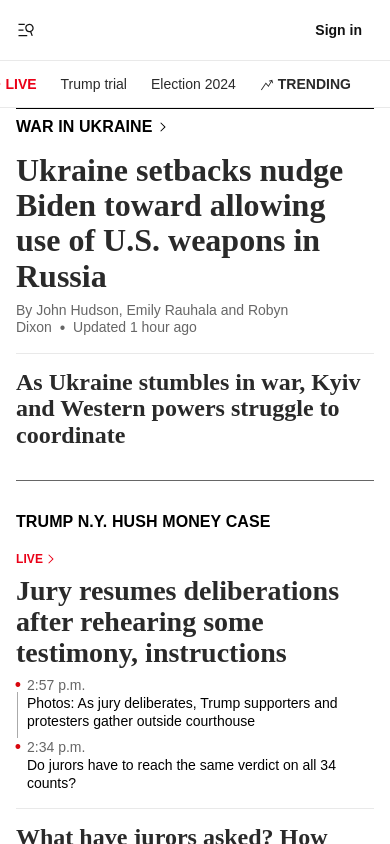 Sign in
LIVE Trump trial Election 2024 TRENDING
WAR IN UKRAINE
Ukraine setbacks nudge
Biden toward allowing
use of U.S. weapons in
Russia
By John Hudson, Emily Rauhala and Robyn
Dixon • Updated 1 hour ago
As Ukraine stumbles in war, Kyiv
and Western powers struggle to
coordinate
TRUMP N.Y. HUSH MONEY CASE
LIVE
Jury resumes deliberations
after rehearing some
testimony, instructions
2:57 p.m.
Photos: As jury deliberates, Trump supporters and
protesters gather outside courthouse
2:34 p.m.
Do jurors have to reach the same verdict on all 34
counts?
What have jurors asked? How